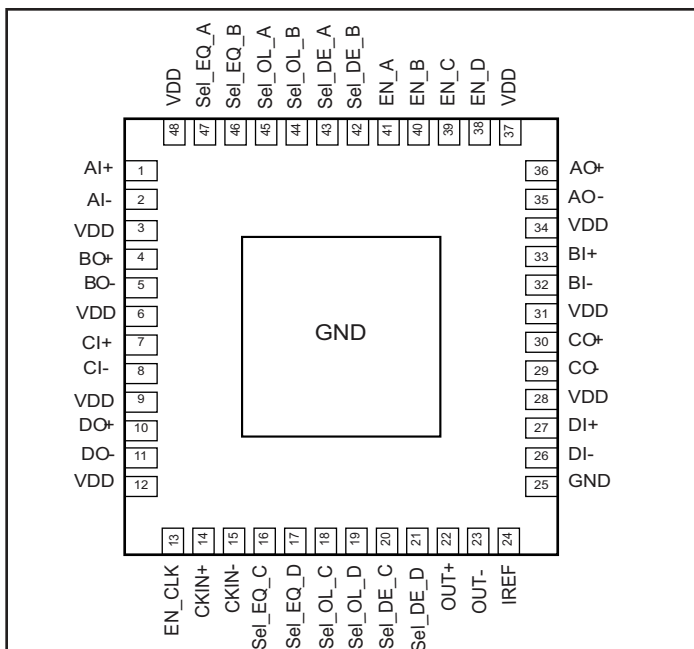 VDD
Sel_EQ_A
Sel_EQ_B
Sel_OL_A
Sel_OL_B
Sel_DE_A
Sel_DE_B
EN_A
EN_B
EN_C
EN_D
VDD
48 47 46 45 44 43 42 41 40 39 38 37
AI+ 1
AI- 2
VDD 3
BO+ 4
BO- 5
VDD 6
CI+ 7
CI- 8
VDD 9
DO+ 10
DO- 11
VDD 12
GND
36 AO+
35 AO-
34 VDD
33 BI+
32 BI-
31 VDD
30 CO+
29 CO-
28 VDD
27 DI+
26 DI-
25 GND
13 14 15 16 17 18 19 20 21 22 23 24
EN_CLK
CKIN+
CKIN-
Sel_EQ_C
Sel_EQ_D
Sel_OL_C
Sel_OL_D
Sel_DE_C
Sel_DE_D
OUT+
OUT-
IREF